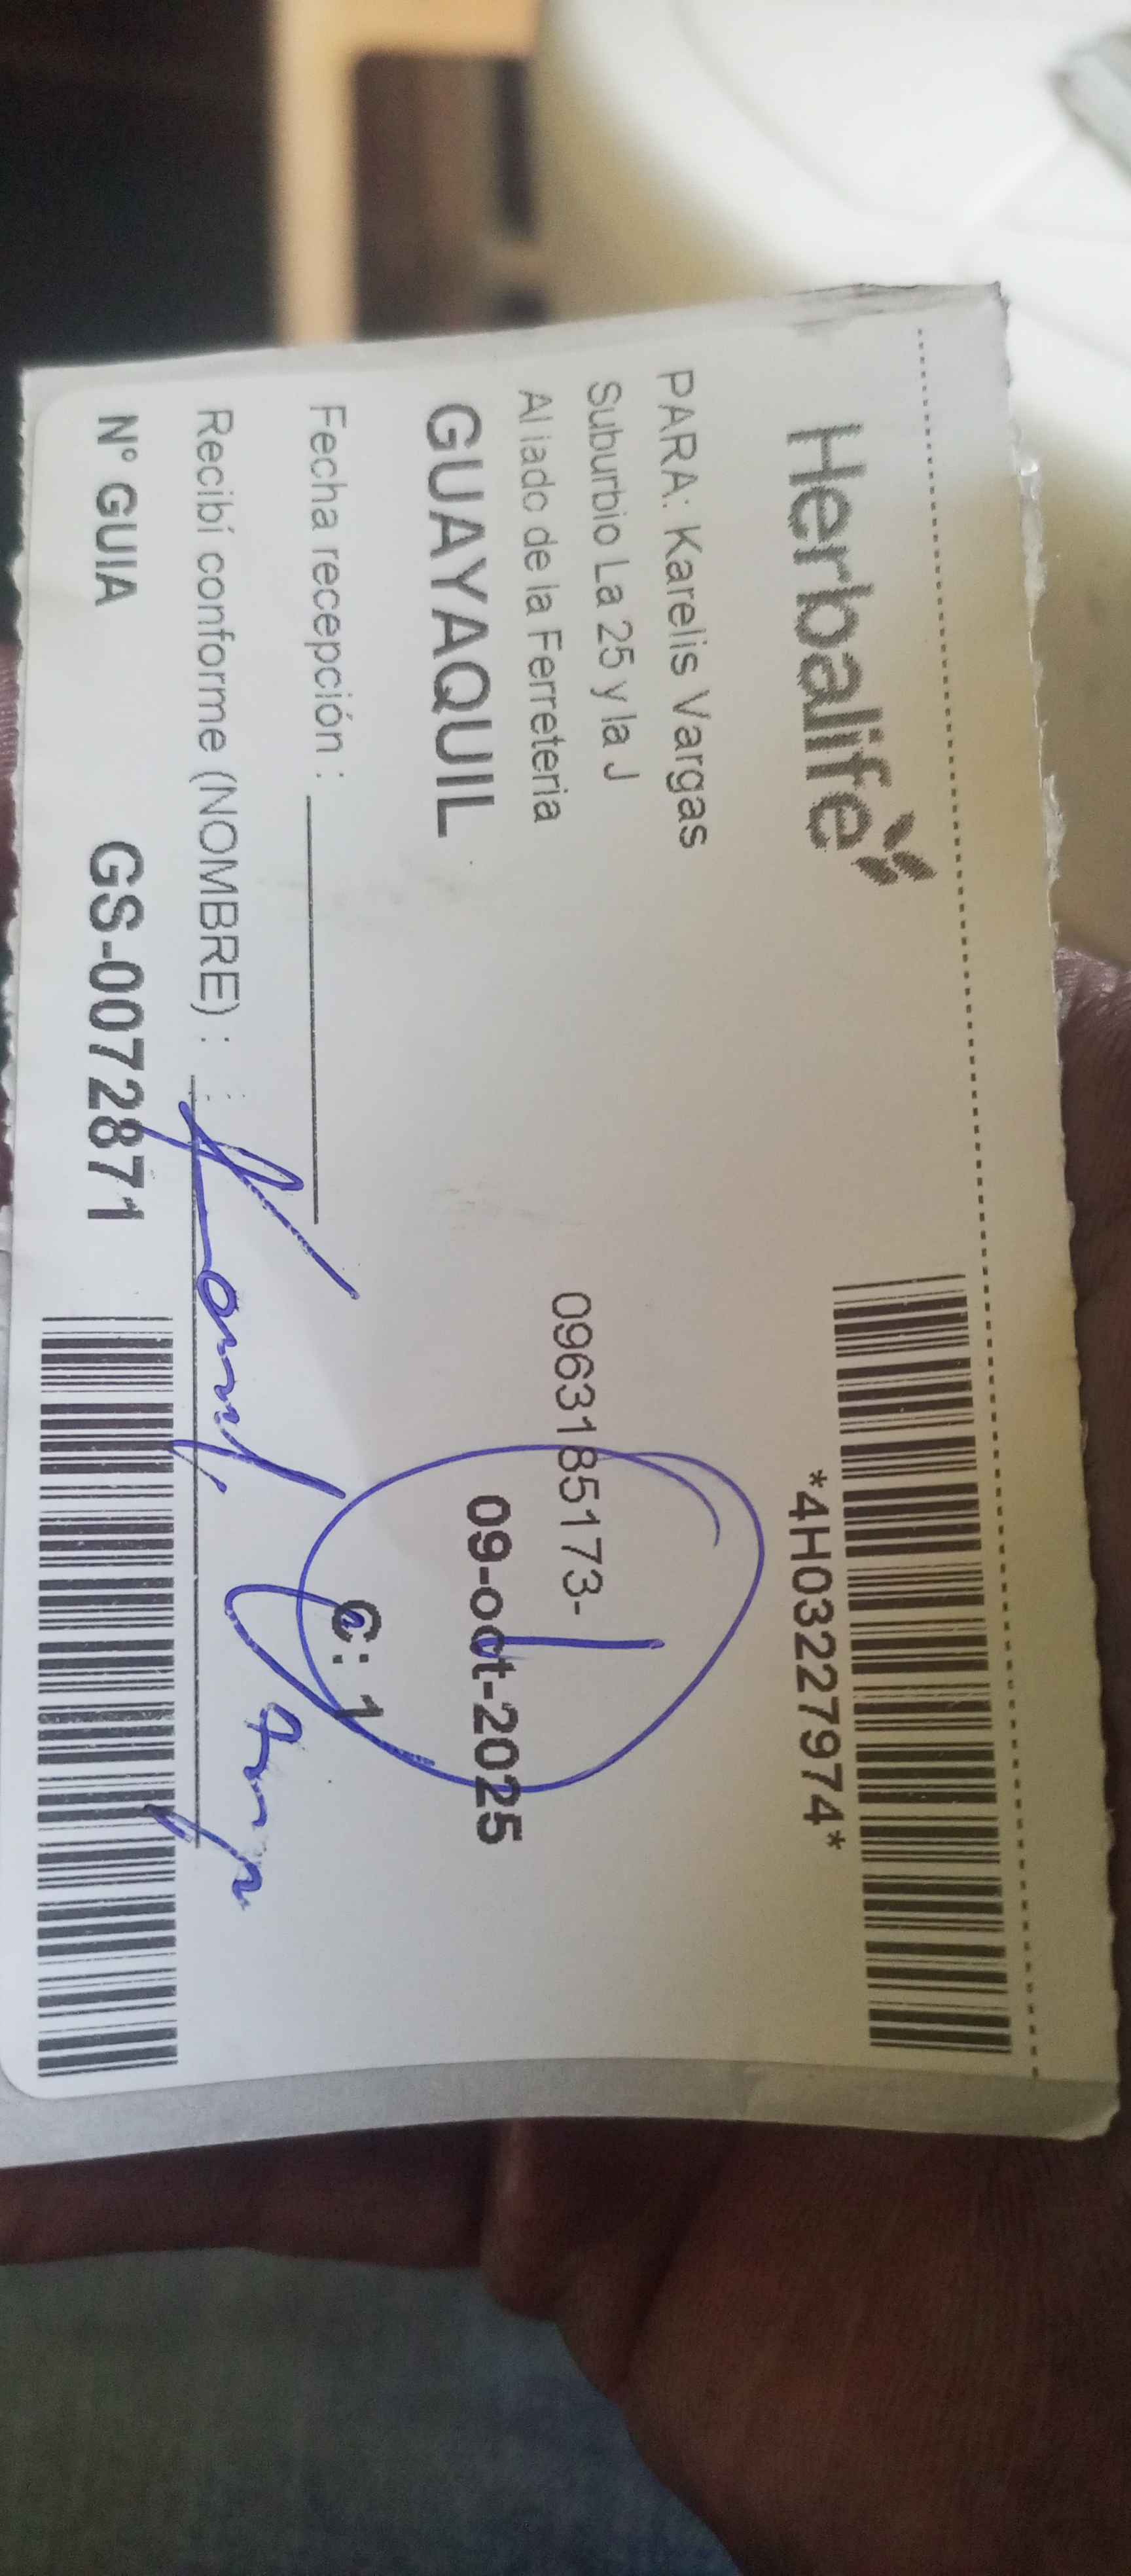 Herbalife
*4H03227974*
PARA: Karelis Vargas
Suburbio La 25 y la J
0963185173-
Al lado de la Ferreteria
GUAYAQUIL
09-oct-2025
Fecha recepción :
C: 1
Recibí conforme (NOMBRE) :
N° GUIA GS-0072871